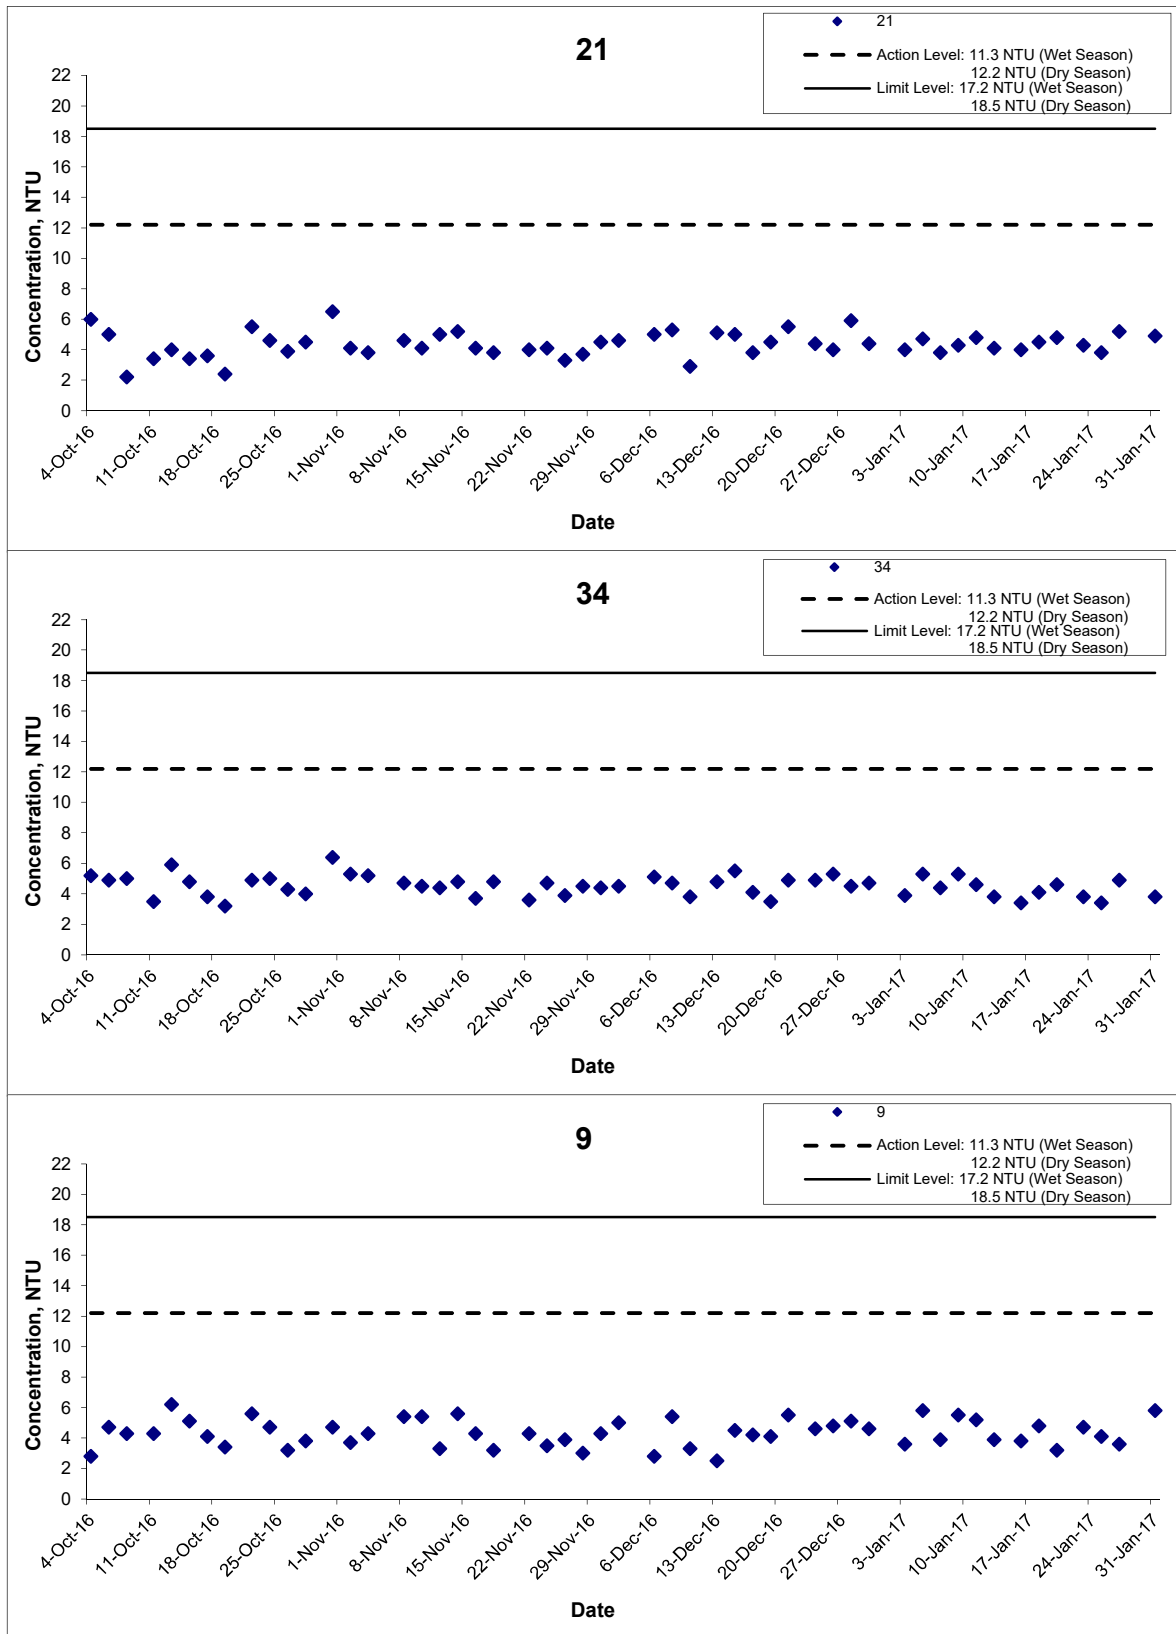 21
21
Action Level: 11.3 NTU (Wet Season)
12.2 NTU (Dry Season)
Limit Level: 17.2 NTU (Wet Season)
18.5 NTU (Dry Season)
Concentration, NTU
22
20
18
16
14
12
10
8
6
4
2
0
4-Oct-16 11-Oct-16 18-Oct-16 25-Oct-16 1-Nov-16 8-Nov-16 15-Nov-16 22-Nov-16 29-Nov-16 6-Dec-16 13-Dec-16 20-Dec-16 27-Dec-16 3-Jan-17 10-Jan-17 17-Jan-17 24-Jan-17 31-Jan-17
Date
34
34
Action Level: 11.3 NTU (Wet Season)
12.2 NTU (Dry Season)
Limit Level: 17.2 NTU (Wet Season)
18.5 NTU (Dry Season)
Concentration, NTU
22
20
18
16
14
12
10
8
6
4
2
0
4-Oct-16 11-Oct-16 18-Oct-16 25-Oct-16 1-Nov-16 8-Nov-16 15-Nov-16 22-Nov-16 29-Nov-16 6-Dec-16 13-Dec-16 20-Dec-16 27-Dec-16 3-Jan-17 10-Jan-17 17-Jan-17 24-Jan-17 31-Jan-17
Date
9
9
Action Level: 11.3 NTU (Wet Season)
12.2 NTU (Dry Season)
Limit Level: 17.2 NTU (Wet Season)
18.5 NTU (Dry Season)
Concentration, NTU
22
20
18
16
14
12
10
8
6
4
2
0
4-Oct-16 11-Oct-16 18-Oct-16 25-Oct-16 1-Nov-16 8-Nov-16 15-Nov-16 22-Nov-16 29-Nov-16 6-Dec-16 13-Dec-16 20-Dec-16 27-Dec-16 3-Jan-17 10-Jan-17 17-Jan-17 24-Jan-17 31-Jan-17
Date